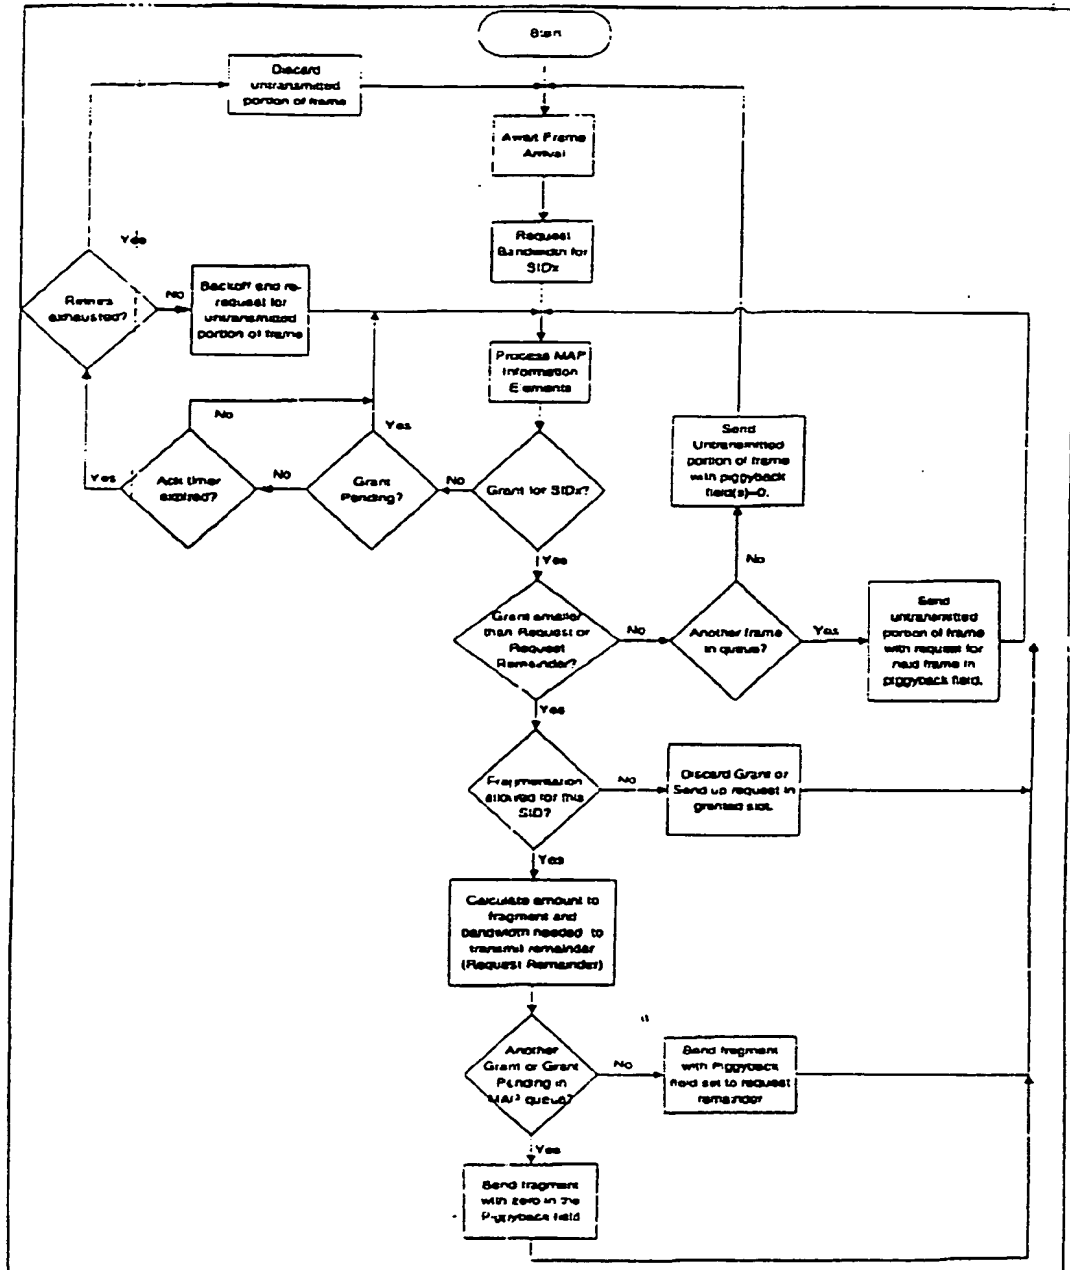 Start
Discard
untransmitted
portion of frame
Await Frame
Arrival
Request
Bandwidth for
SIDx
Yes
Retries
exhausted?
No
Backoff and re-
request for
untransmitted
portion of frame
Process MAP
Information
Elements
No
Yes
Send
Untransmitted
portion of frame
with piggyback
field(s)=0.
Yes
Ack timer
expired?
No
Grant
Pending?
No
Grant for SIDx?
Yes
No
Grant smaller
than Request or
Request
Remainder?
No
Another frame
in queue?
Yes
Send
untransmitted
portion of frame
with request for
next frame in
piggyback field.
Yes
Fragmentation
allowed for this
SID?
No
Discard Grant or
Send up request in
granted slot.
Yes
Calculate amount to
fragment and
bandwidth needed to
transmit remainder
(Request Remainder)
Another
Grant or Grant
Pending in
MAP queue?
No
Send fragment
with Piggyback
field set to request
remainder
Yes
Send fragment
with zero in the
Piggyback field